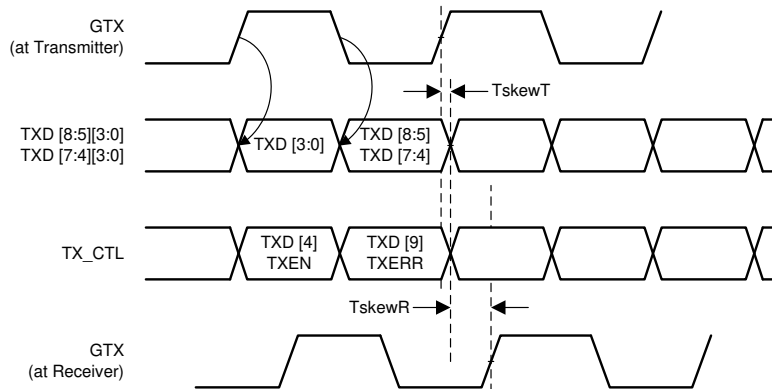 GTX
(at Transmitter)
TskewT
TXD [8:5][3:0]
TXD [7:4][3:0]
TXD [3:0]
TXD [8:5]
TXD [7:4]
TX_CTL
TXD [4]
TXEN
TXD [9]
TXERR
TskewR
GTX
(at Receiver)